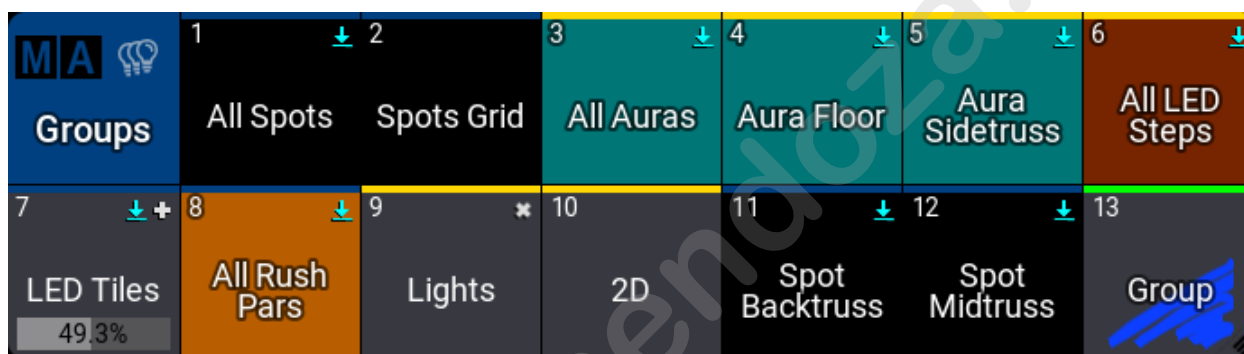 MA
Groups
1
All Spots
2
Spots Grid
3
All Auras
4
Aura Floor
5
Aura
Sidetruss
6
All LED
Steps
7
LED Tiles
49.3%
8
All Rush
Pars
9
Lights
10
2D
11
Spot
Backtruss
12
Spot
Midtruss
13
Group
endoza.